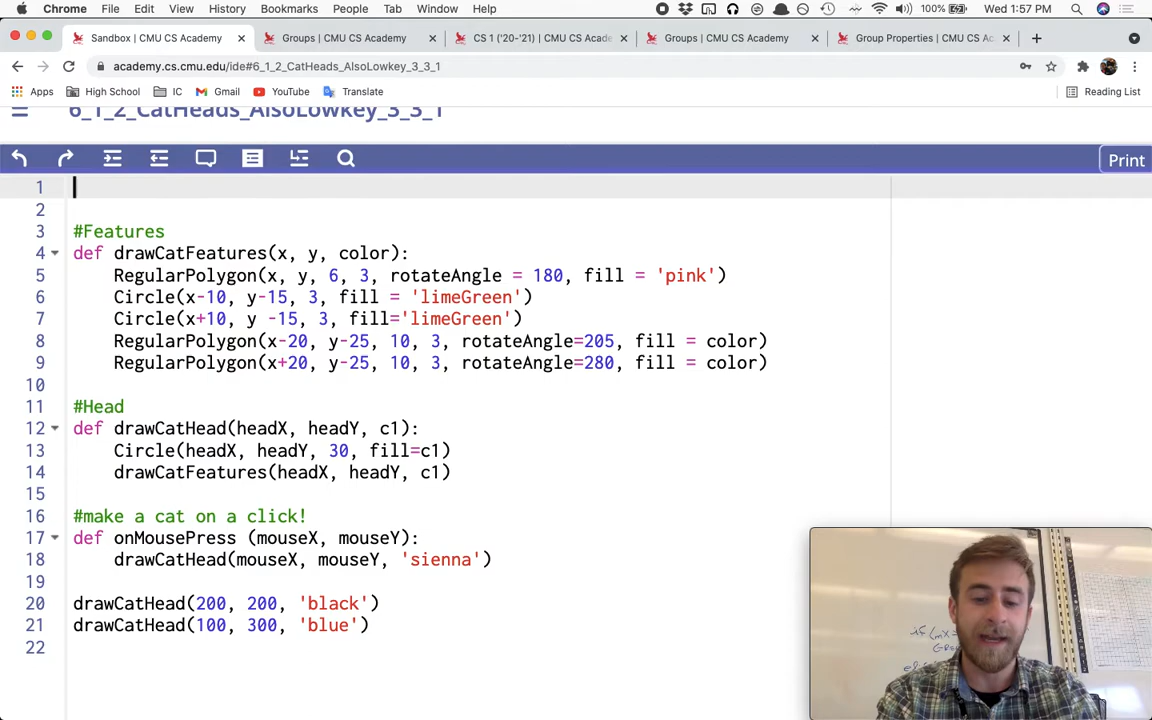 Chrome File Edit View History Bookmarks People Tab Window Help 100% Wed 1:57 PM
Sandbox | CMU CS Academy Groups | CMU CS Academy CS 1 ('20-'21) | CMU CS Acade Groups | CMU CS Academy Group Properties | CMU CS Ac
academy.cs.cmu.edu/ide#6_1_2_CatHeads_AlsoLowkey_3_3_1
Apps High School IC Gmail YouTube Translate Reading List
6_1_2_CatHeads_AlsoLowkey_3_3_1
Print
1
2
3 #Features
4 def drawCatFeatures(x, y, color):
5 RegularPolygon(x, y, 6, 3, rotateAngle = 180, fill = 'pink')
6 Circle(x-10, y-15, 3, fill = 'limeGreen')
7 Circle(x+10, y -15, 3, fill='limeGreen')
8 RegularPolygon(x-20, y-25, 10, 3, rotateAngle=205, fill = color)
9 RegularPolygon(x+20, y-25, 10, 3, rotateAngle=280, fill = color)
10
11 #Head
12 def drawCatHead(headX, headY, c1):
13 Circle(headX, headY, 30, fill=c1)
14 drawCatFeatures(headX, headY, c1)
15
16 #make a cat on a click!
17 def onMousePress (mouseX, mouseY):
18 drawCatHead(mouseX, mouseY, 'sienna')
19
20 drawCatHead(200, 200, 'black')
21 drawCatHead(100, 300, 'blue')
22